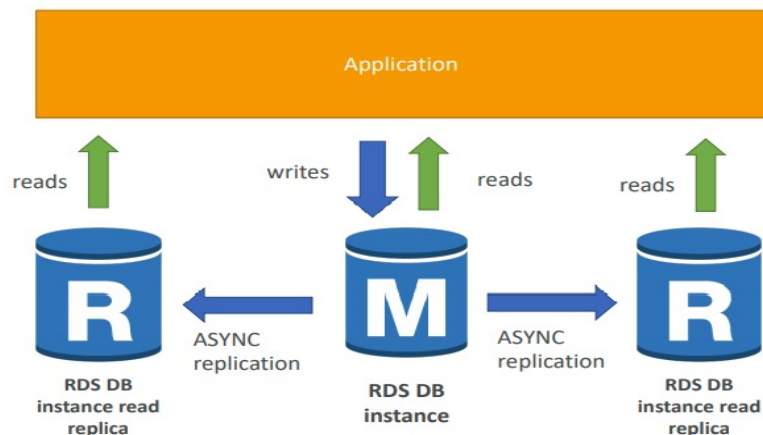 Application
reads
writes
reads
reads
R
M
R
ASYNC
replication
ASYNC
replication
RDS DB
instance read
replica
RDS DB
instance
RDS DB
instance read
replica